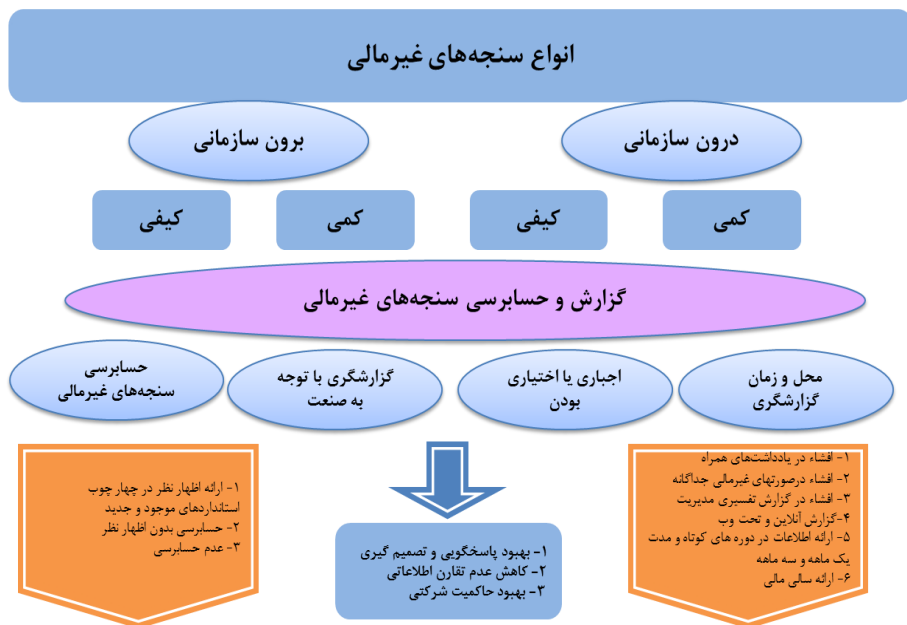 انواع سنجه‌های غیرمالی
درون سازمانی
برون سازمانی
کمی
کیفی
کمی
کیفی
گزارش و حسابرسی سنجه‌های غیرمالی
محل و زمان
گزارشگری
اجباری یا اختیاری
بودن
گزارشگری با توجه
به صنعت
حسابرسی
سنجه‌های غیرمالی
۱- افشاء در یادداشت‌های همراه
۲- افشاء درصورتهای غیرمالی جداگانه
۳- افشاء در گزارش تفسیری مدیریت
۴-گزارش آنلاین و تحت وب
۵- ارائه اطلاعات در دوره های کوتاه و مدت
یک ماهه و سه ماهه
۶- ارائه سالی مالی
۱- بهبود پاسخگویی و تصمیم گیری
۲- کاهش عدم تقارن اطلاعاتی
۳- بهبود حاکمیت شرکتی
۱- ارائه اظهار نظر در چهار چوب
استانداردهای موجود و جدید
۲- حسابرسی بدون اظهار نظر
۳- عدم حسابرسی